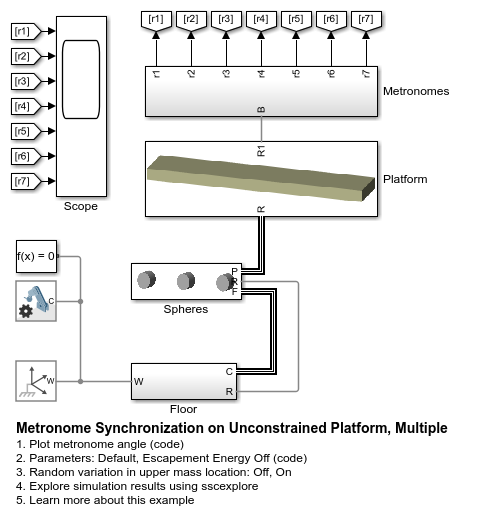 [r1] [r2] [r3] [r4] [r5] [r6] [r7]
r1 r2 r3 r4 r5 r6 r7
B
Metronomes
[r1]
[r2]
[r3]
[r4]
[r5]
[r6]
[r7]
Scope
R1
Platform
R
f(x) = 0
C
P
R
F
Spheres
W
W
C
R
Floor
Metronome Synchronization on Unconstrained Platform, Multiple
1. Plot metronome angle (code)
2. Parameters: Default, Escapement Energy Off (code)
3. Random variation in upper mass location: Off, On
4. Explore simulation results using sscexplore
5. Learn more about this example